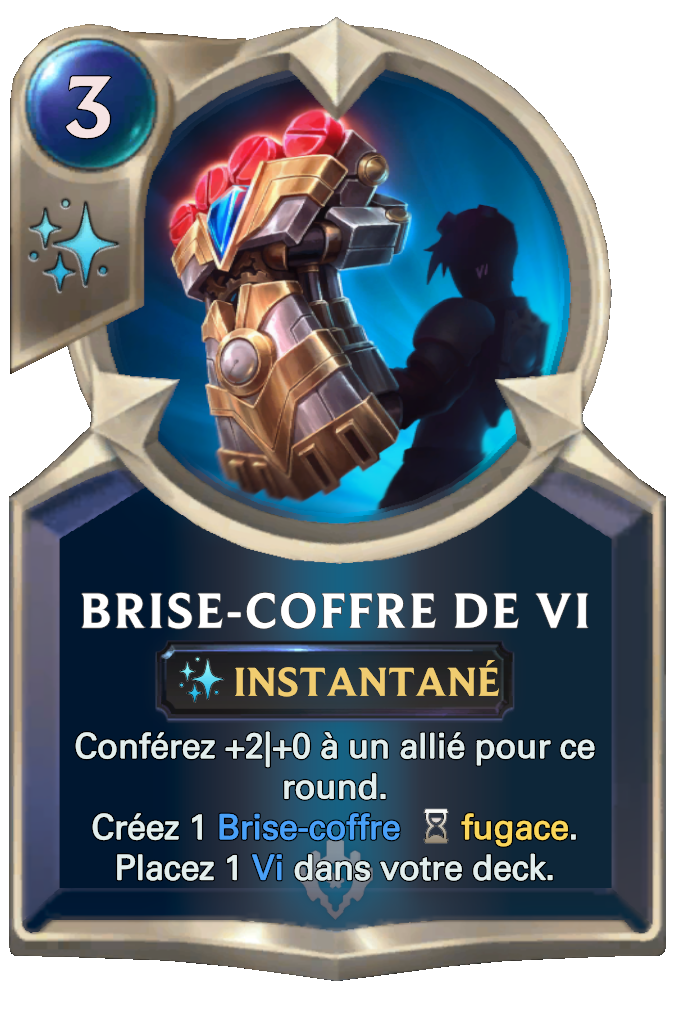 3
VI
BRISE-COFFRE DE VI
INSTANTANÉ
Conférez +2|+0 à un allié pour ce
round.
Créez 1 Brise-coffre fugace.
Placez 1 Vi dans votre deck.